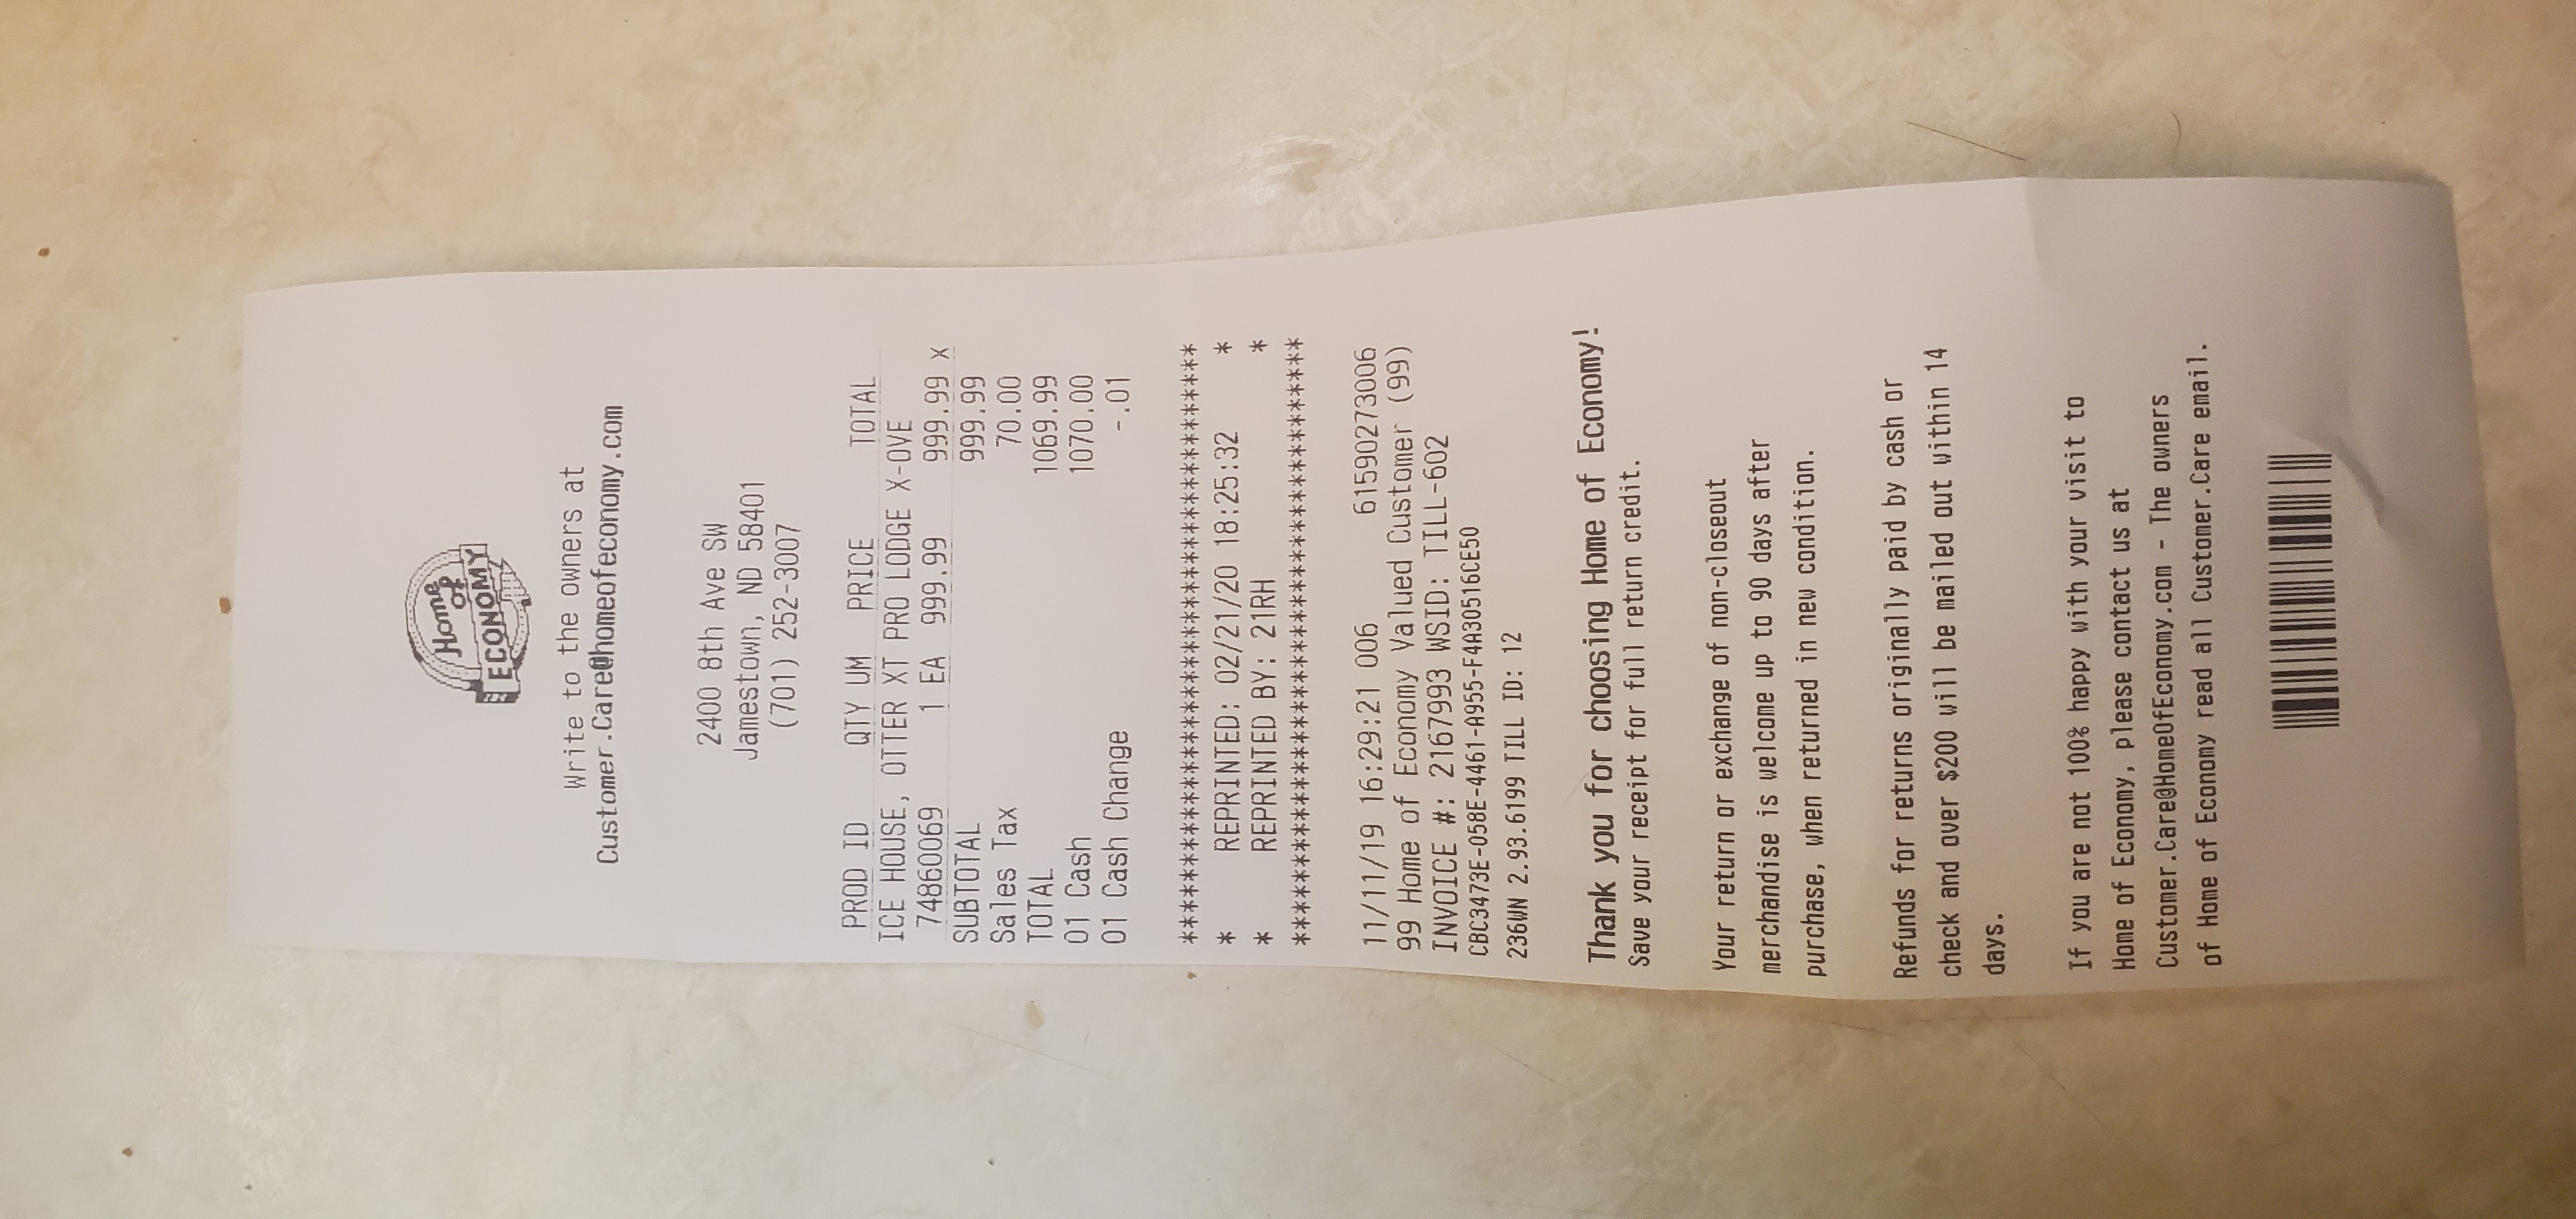 Home
OF
ECONOMY
Write to the owners at
Customer.Care@homeofeconomy.com
2400 8th Ave SW
Jamestown, ND 58401
(701) 252-3007
PROD ID QTY UM PRICE TOTAL
ICE HOUSE, OTTER XT PRO LODGE X-OVE
74860069 1 EA 999.99 999.99 X
SUBTOTAL 999.99
Sales Tax 70.00
TOTAL 1069.99
01 Cash 1070.00
01 Cash Change -.01
***********************************
* REPRINTED: 02/21/20 18:25:32 *
* REPRINTED BY: 21RH *
***********************************
11/11/19 16:29:21 006 61590273006
99 Home of Economy Valued Customer (99)
INVOICE #: 2167993 WSID: TILL-602
CBC3473E-058E-4461-A955-F4A30516CE50
236WN 2.93.6199 TILL ID: 12
Thank you for choosing Home of Economy!
Save your receipt for full return credit.
Your return or exchange of non-closeout
merchandise is welcome up to 90 days after
purchase, when returned in new condition.
Refunds for returns originally paid by cash or
check and over $200 will be mailed out within 14
days.
If you are not 100% happy with your visit to
Home of Economy, please contact us at
Customer.Care@HomeOfEconomy.com - The owners
of Home of Economy read all Customer.Care email.